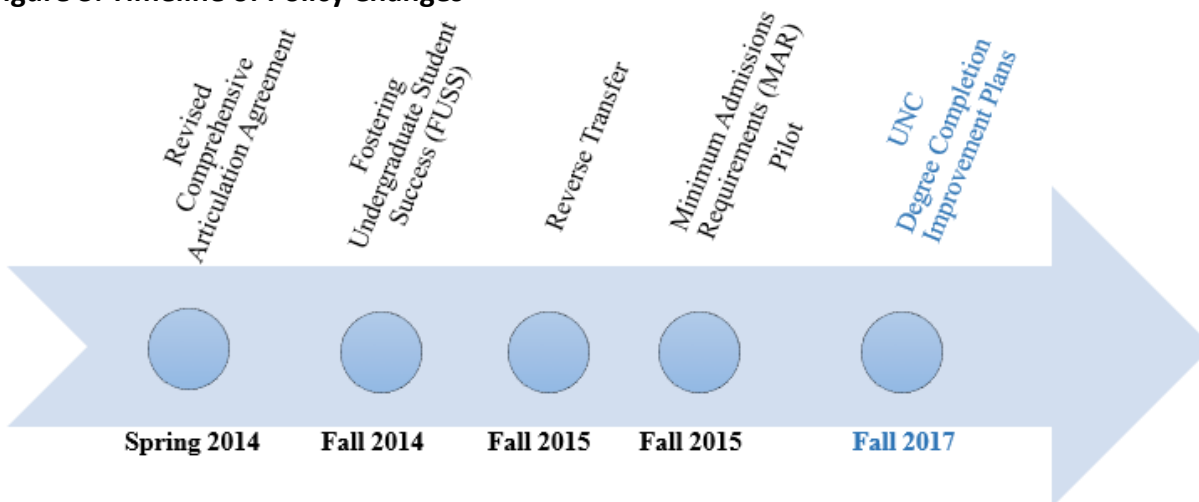 Revised
Comprehensive
Articulation Agreement
Fostering
Undergraduate Student
Success (FUSS)
Reverse Transfer
Minimum Admissions
Requirements (MAR)
Pilot
UNC
Degree Completion
Improvement Plans
Spring 2014
Fall 2014
Fall 2015
Fall 2015
Fall 2017